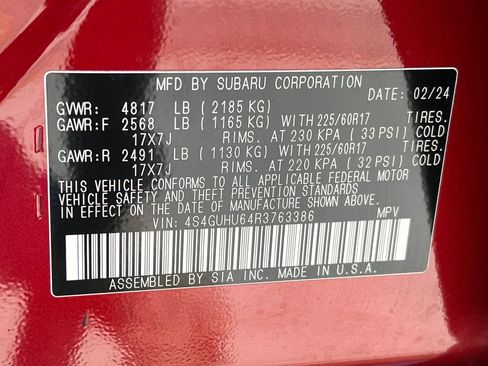 MFD BY SUBARU CORPORATION
DATE: 02/24
GVWR: 4817 LB (2185 KG)
GAWR:F 2568 LB (1165 KG) WITH 225/60R17 TIRES.
17X7J RIMS. AT 230 KPA (33 PSI) COLD
GAWR:R 2491 LB (1130 KG) WITH 225/60R17 TIRES.
17X7J RIMS. AT 220 KPA (32 PSI) COLD
THIS VEHICLE CONFORMS TO ALL APPLICABLE FEDERAL MOTOR
VEHICLE SAFETY AND THEFT PREVENTION STANDARDS
IN EFFECT ON THE DATE OF MANUFACTURE SHOWN ABOVE.
VIN: 4S4GUHU64R3763386 MPV
ASSEMBLED BY SIA INC. MADE IN U.S.A.